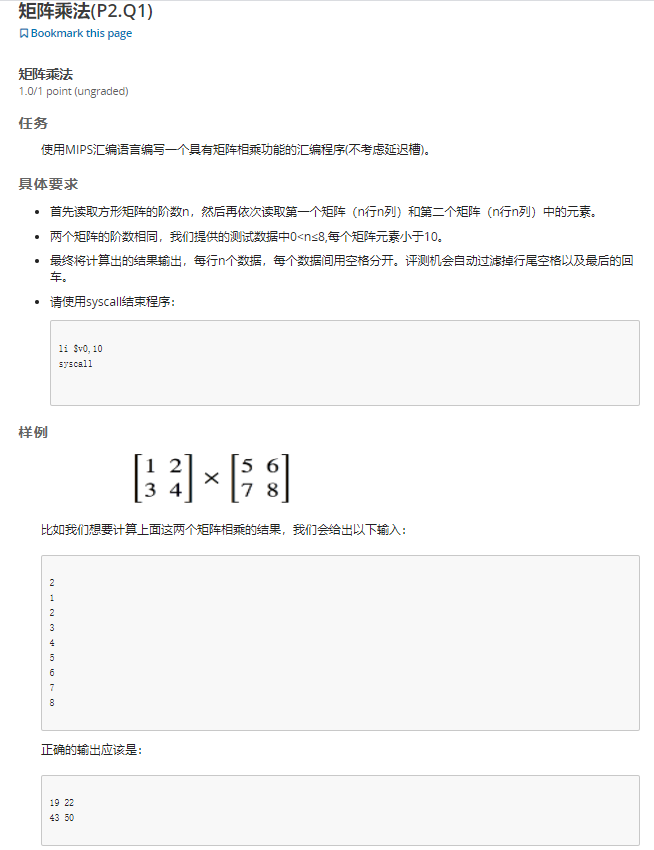 矩阵乘法(P2.Q1)
Bookmark this page
矩阵乘法
1.0/1 point (ungraded)
任务
使用MIPS汇编语言编写一个具有矩阵相乘功能的汇编程序(不考虑延迟槽)。
具体要求
首先读取方形矩阵的阶数n，然后再依次读取第一个矩阵（n行n列）和第二个矩阵（n行n列）中的元素。
两个矩阵的阶数相同，我们提供的测试数据中0<n≤8,每个矩阵元素小于10。
最终将计算出的结果输出，每行n个数据，每个数据间用空格分开。评测机会自动过滤掉行尾空格以及最后的回
车。
请使用syscall结束程序：
li $v0,10
syscall
样例
[1 2] × [5 6]
[3 4] [7 8]
比如我们想要计算上面这两个矩阵相乘的结果，我们会给出以下输入：
2
1
2
3
4
5
6
7
8
正确的输出应该是：
19 22
43 50